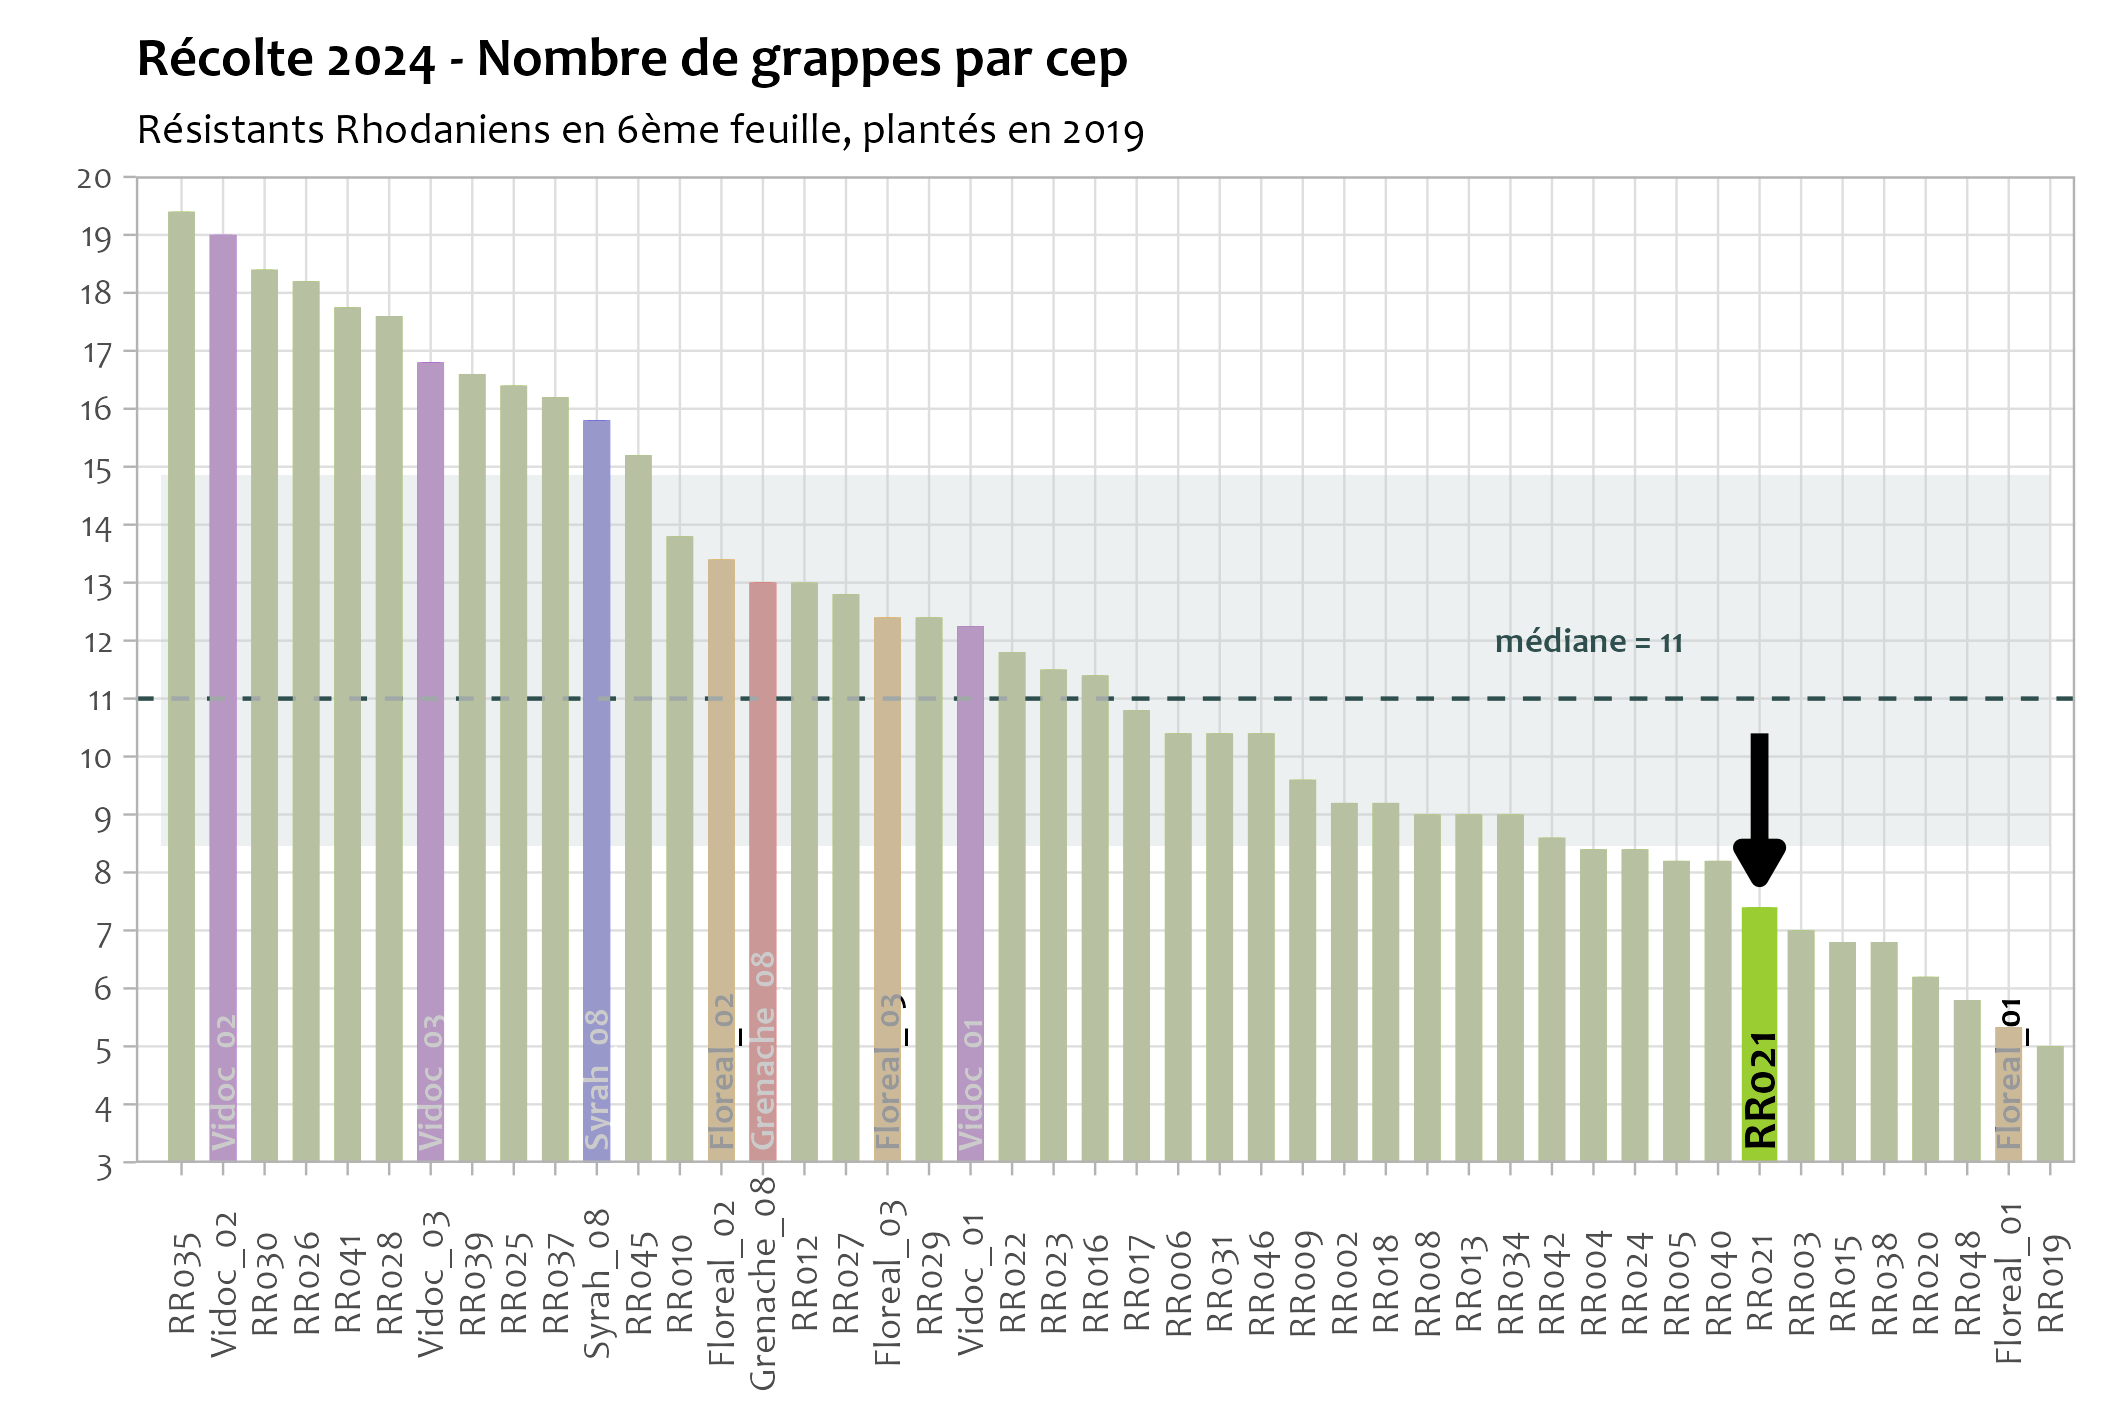 Récolte 2024 - Nombre de grappes par cep
Résistants Rhodaniens en 6ème feuille, plantés en 2019
20
19
18
17
16
15
14
13
12
11
10
9
8
7
6
5
4
3
médiane = 11
Vidoc_02
Vidoc_03
Syrah_08
Floreal_02
Grenache_08
Floreal_03
Vidoc_01
RR021
Floreal_01
RR035
Vidoc_02
RR030
RR026
RR041
RR028
Vidoc_03
RR039
RR025
RR037
Syrah_08
RR045
RR010
Floreal_02
Grenache_08
RR012
RR027
Floreal_03
RR029
Vidoc_01
RR022
RR023
RR016
RR017
RR006
RR031
RR046
RR009
RR002
RR018
RR008
RR013
RR034
RR042
RR004
RR024
RR005
RR040
RR021
RR003
RR015
RR038
RR020
RR048
Floreal_01
RR019